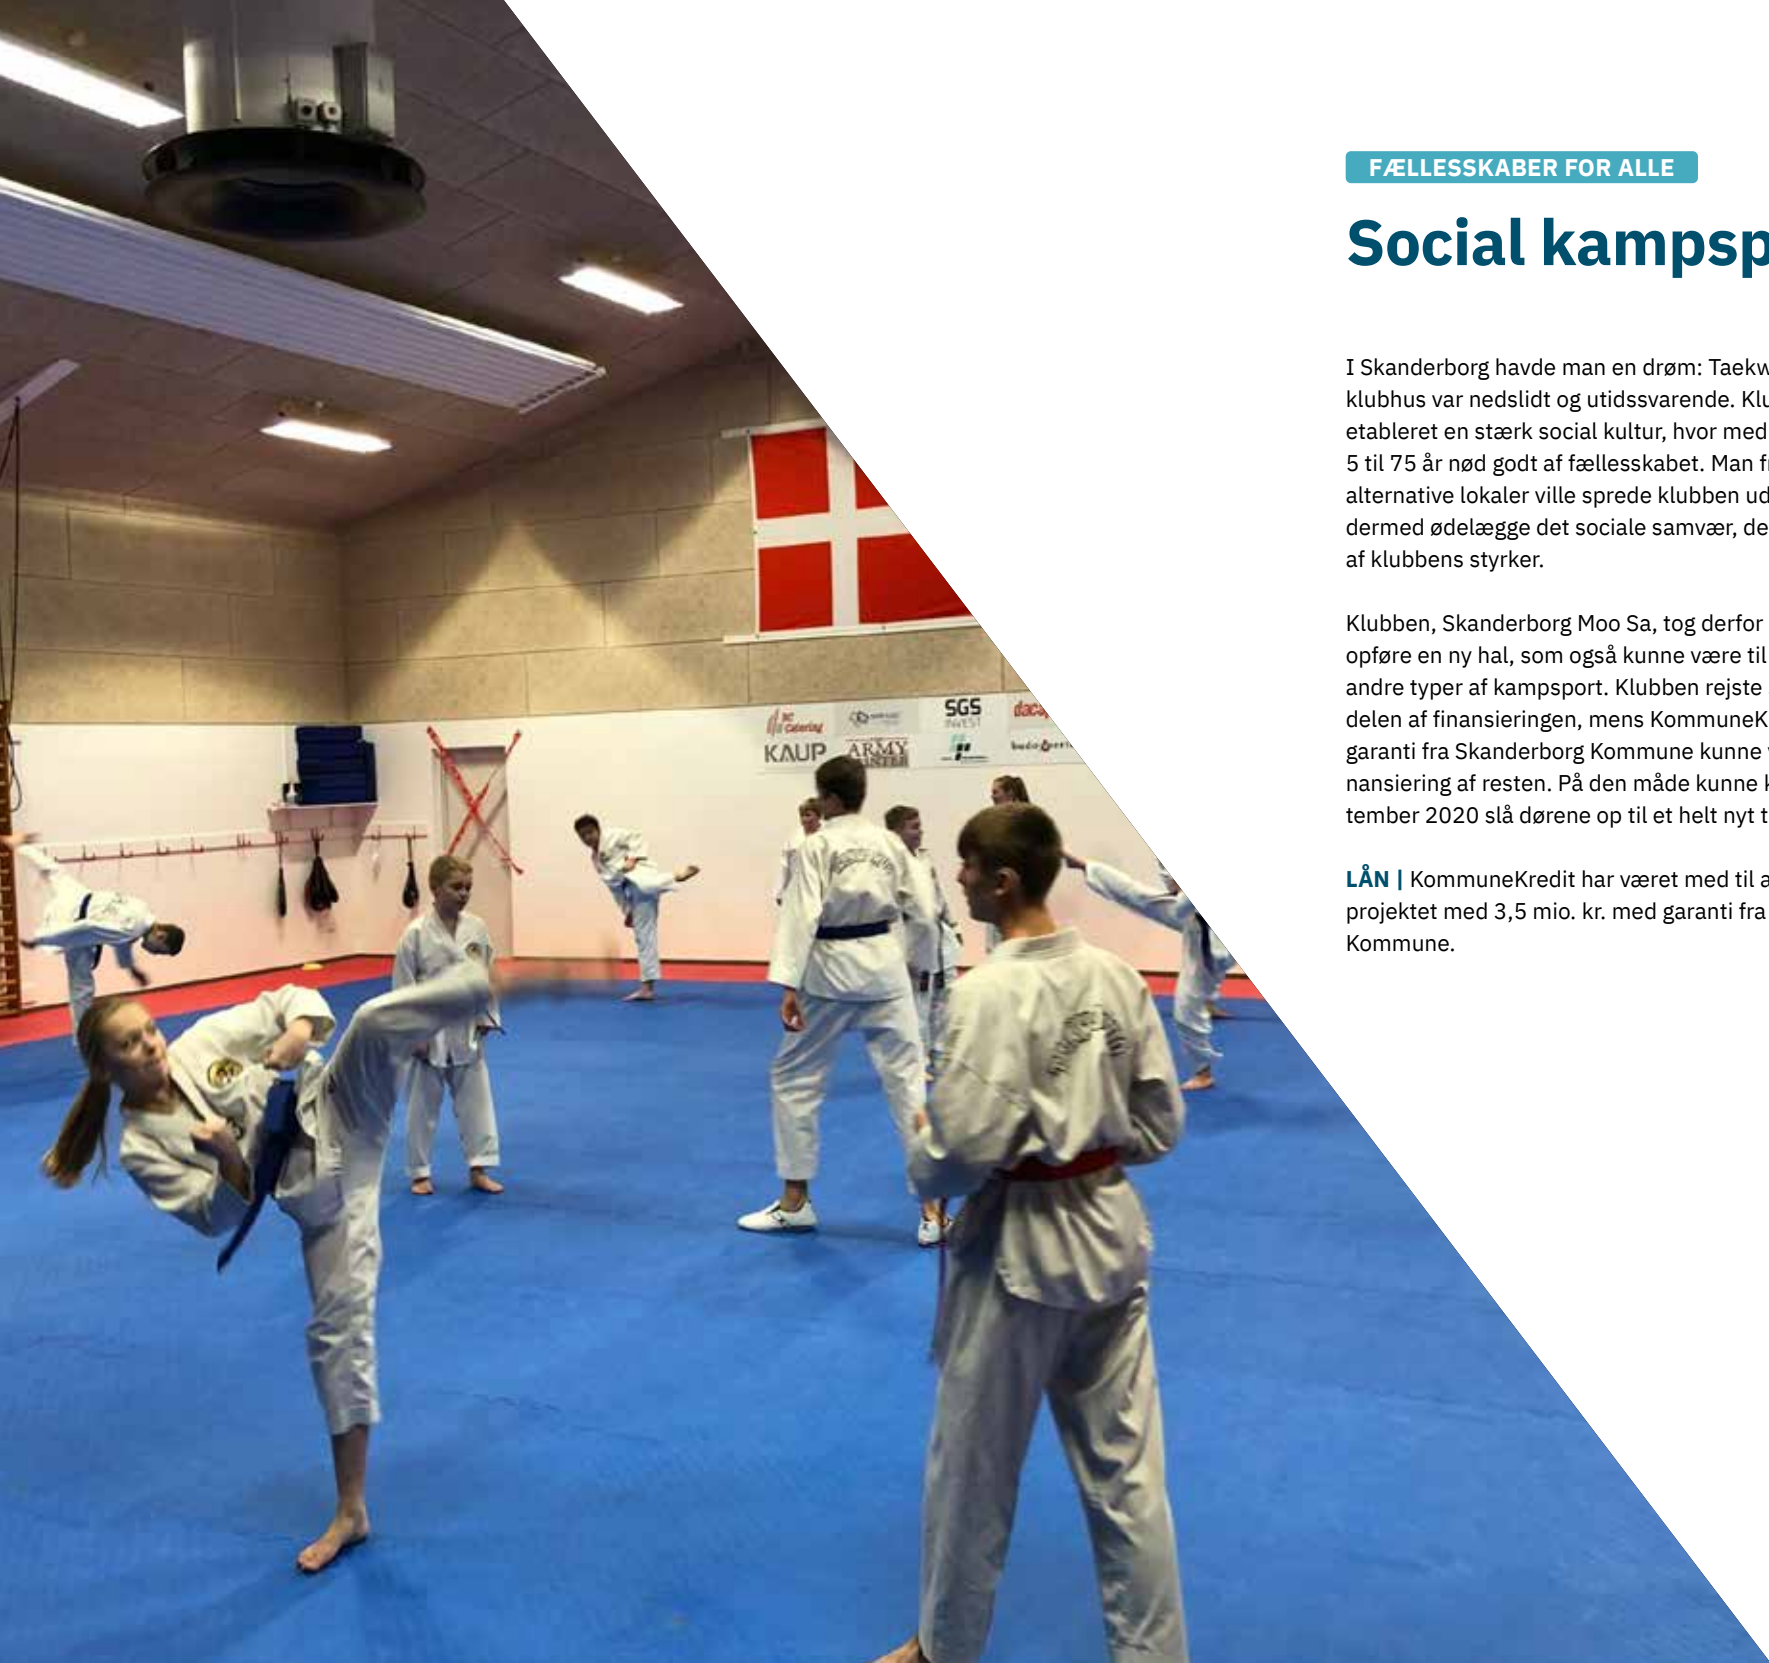 FÆLLESSKABER FOR ALLE
Social kampsp
I Skanderborg havde man en drøm: Taekw
klubhus var nedslidt og utidssvarende. Klu
etableret en stærk social kultur, hvor med
5 til 75 år nød godt af fællesskabet. Man f
alternative lokaler ville sprede klubben ud
dermed ødelægge det sociale samvær, de
af klubbens styrker.
Klubben, Skanderborg Moo Sa, tog derfor
opføre en ny hal, som også kunne være til
andre typer af kampsport. Klubben rejste
delen af finansieringen, mens KommuneK
garanti fra Skanderborg Kommune kunne
nansiering af resten. På den måde kunne
tember 2020 slå dørene op til et helt nyt t
LÅN | KommuneKredit har været med til a
projektet med 3,5 mio. kr. med garanti fra
Kommune.
Catering
SGS
INVEST
KAUP
ARMY